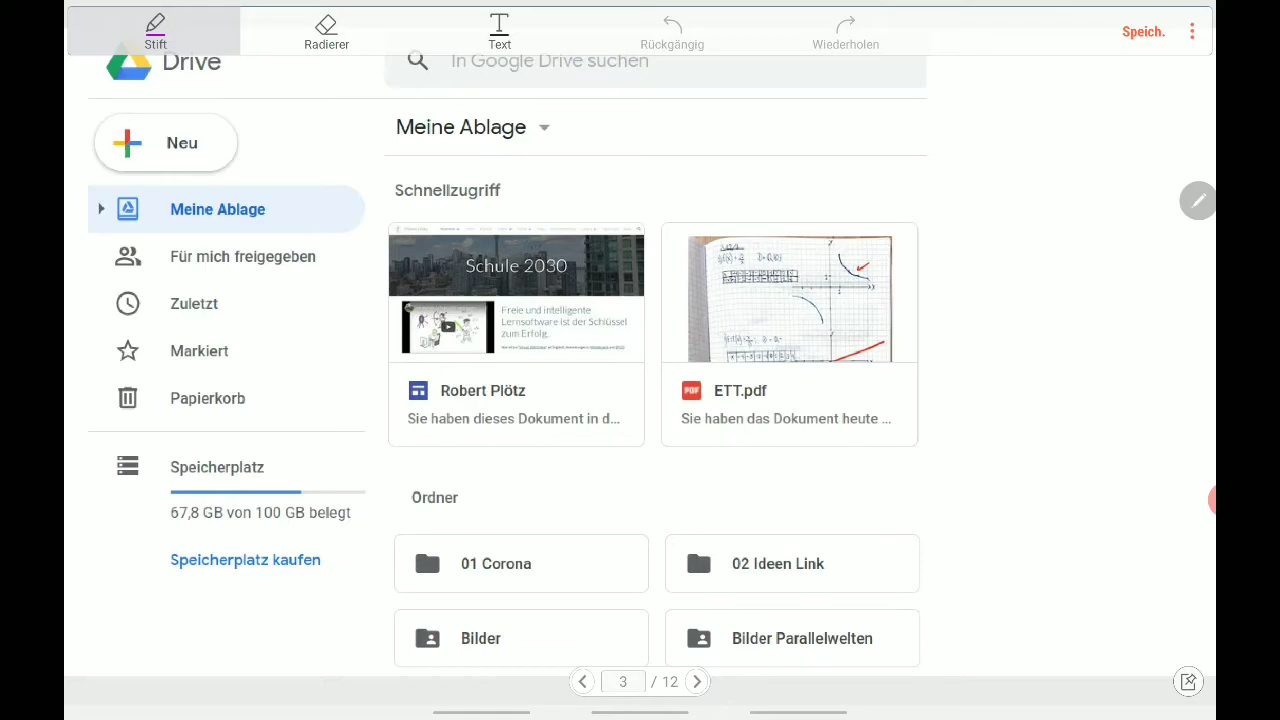 Stift
Radierer
Text
Rückgängig
Wiederholen
Speich.
Drive
In Google Drive suchen
Neu
Meine Ablage
Für mich freigegeben
Zuletzt
Markiert
Papierkorb
Speicherplatz
67,8 GB von 100 GB belegt
Speicherplatz kaufen
Meine Ablage
Schnellzugriff
Schule 2030
Freie und intelligente
Lernsoftware ist der Schlüssel
zum Erfolg.
Robert Plötz
Sie haben dieses Dokument in d...
PDF
ETT.pdf
Sie haben das Dokument heute ...
Ordner
01 Corona
02 Ideen Link
Bilder
Bilder Parallelwelten
3 / 12